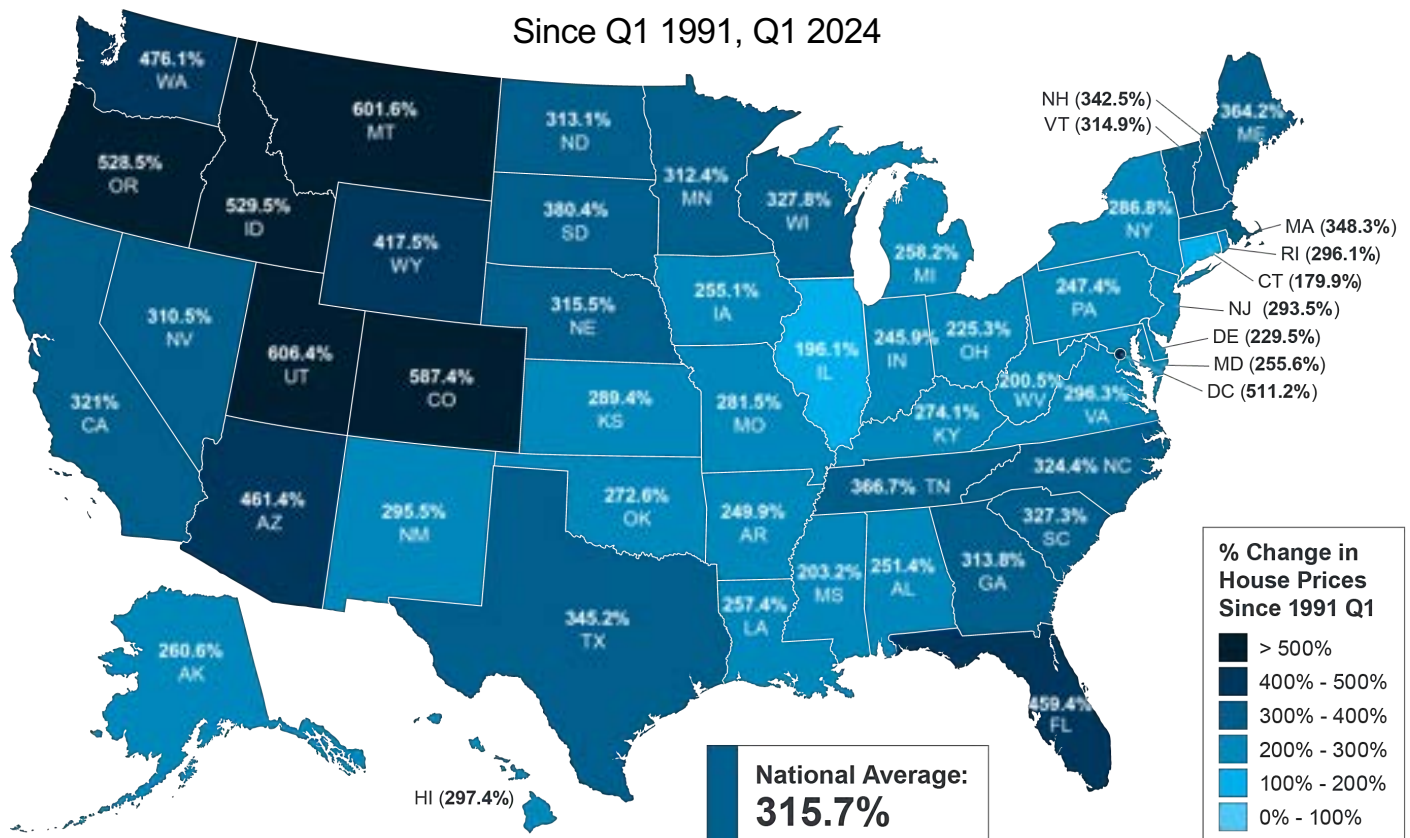 Since Q1 1991, Q1 2024
476.1%
WA
601.6%
MT
313.1%
ND
312.4%
MN
327.8%
WI
NH (342.5%)
VT (314.9%)
364.2%
ME
528.5%
OR
529.5%
ID
417.5%
WY
380.4%
SD
258.2%
MI
286.8%
NY
MA (348.3%)
RI (296.1%)
CT (179.9%)
NJ (293.5%)
DE (229.5%)
MD (255.6%)
DC (511.2%)
310.5%
NV
606.4%
UT
587.4%
CO
315.5%
NE
255.1%
IA
196.1%
IL
245.9%
IN
225.3%
OH
247.4%
PA
321%
CA
289.4%
KS
281.5%
MO
274.1%
KY
200.5%
WV
296.3%
VA
461.4%
AZ
295.5%
NM
272.6%
OK
249.9%
AR
366.7% TN
324.4% NC
327.3%
SC
345.2%
TX
257.4%
LA
203.2%
MS
251.4%
AL
313.8%
GA
459.4%
FL
260.6%
AK
HI (297.4%)
National Average:
315.7%
% Change in
House Prices
Since 1991 Q1
> 500%
400% - 500%
300% - 400%
200% - 300%
100% - 200%
0% - 100%